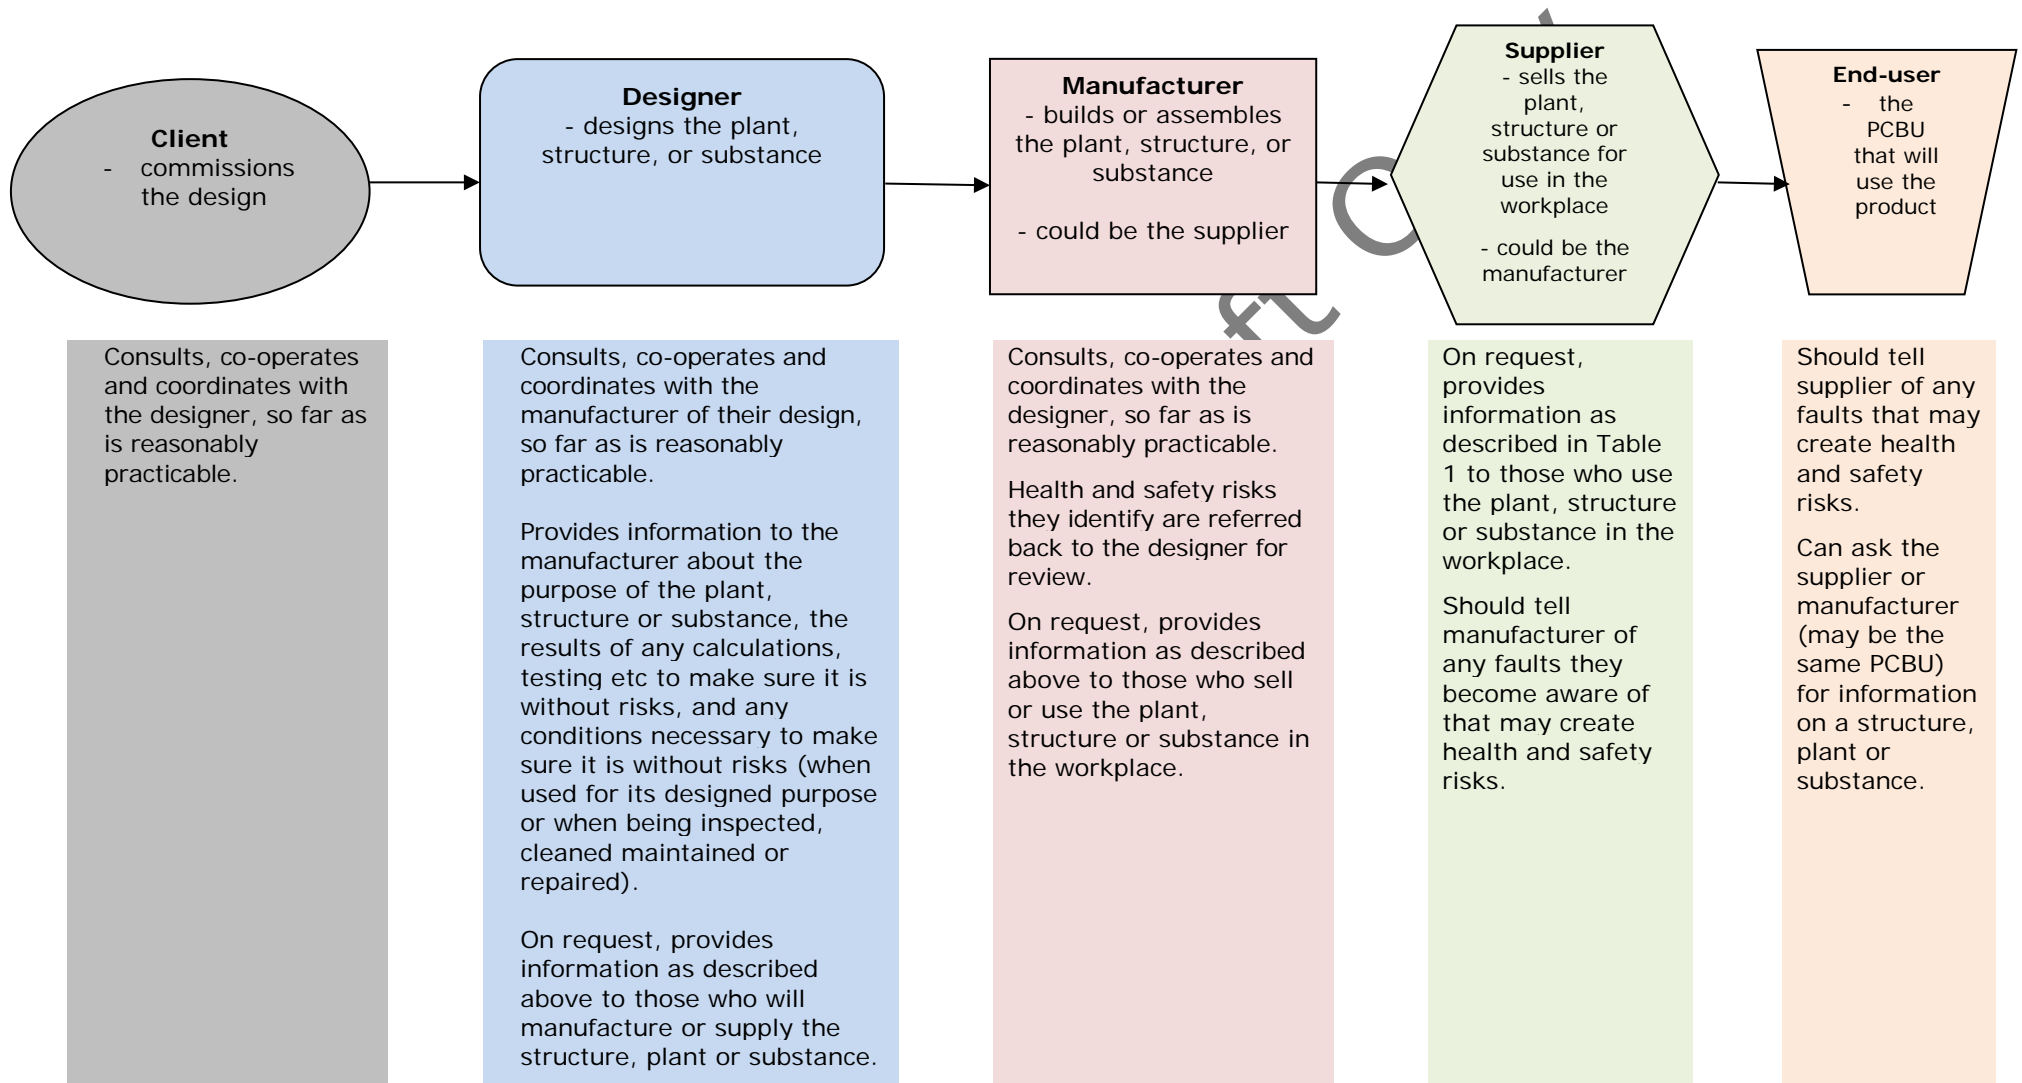 Client
- commissions
the design
Designer
- designs the plant,
structure, or substance
Manufacturer
- builds or assembles
the plant, structure, or
substance
- could be the supplier
Supplier
- sells the
plant,
structure or
substance for
use in the
workplace
- could be the
manufacturer
End-user
- the
PCBU
that will
use the
product
Consults, co-operates
and coordinates with
the designer, so far as
is reasonably
practicable.
Consults, co-operates and
coordinates with the
manufacturer of their design,
so far as is reasonably
practicable.
Provides information to the
manufacturer about the
purpose of the plant,
structure or substance, the
results of any calculations,
testing etc to make sure it is
without risks, and any
conditions necessary to make
sure it is without risks (when
used for its designed purpose
or when being inspected,
cleaned maintained or
repaired).
On request, provides
information as described
above to those who will
manufacture or supply the
structure, plant or substance.
Consults, co-operates and
coordinates with the
designer, so far as is
reasonably practicable.
Health and safety risks
they identify are referred
back to the designer for
review.
On request, provides
information as described
above to those who sell
or use the plant,
structure or substance in
the workplace.
On request,
provides
information as
described in Table
1 to those who use
the plant, structure
or substance in the
workplace.
Should tell
manufacturer of
any faults they
become aware of
that may create
health and safety
risks.
Should tell
supplier of any
faults that may
create health
and safety
risks.
Can ask the
supplier or
manufacturer
(may be the
same PCBU)
for information
on a structure,
plant or
substance.